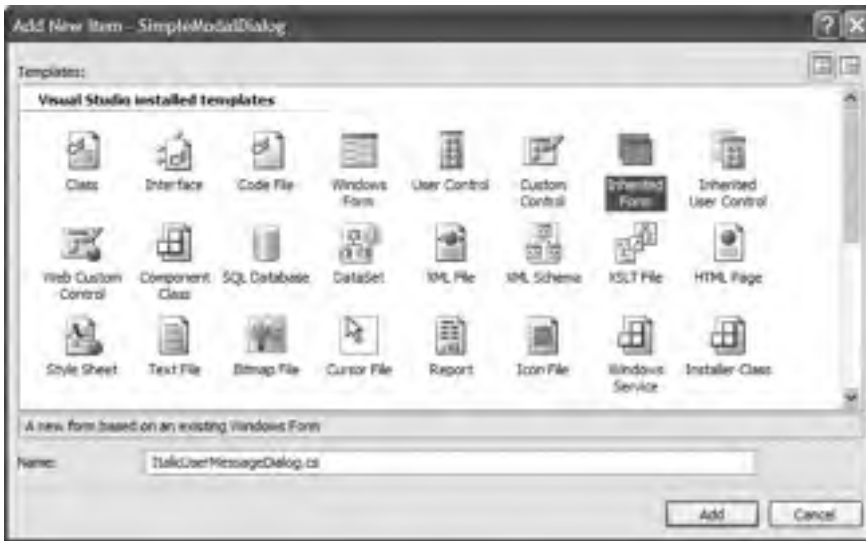 Add New Item - SimpleModalDialog
Templates:
Visual Studio installed templates
Class
Interface
Code File
Windows Form
User Control
Custom Control
Inherited Form
Inherited User Control
Web Custom Control
Component Class
SQL Database
DataSet
XML File
XML Schema
XSLT File
HTML Page
Style Sheet
Text File
Bitmap File
Cursor File
Report
Icon File
Windows Service
Installer Class
A new form based on an existing Windows Form
Name:
ItalicUserMessageDialog.cs
Add
Cancel